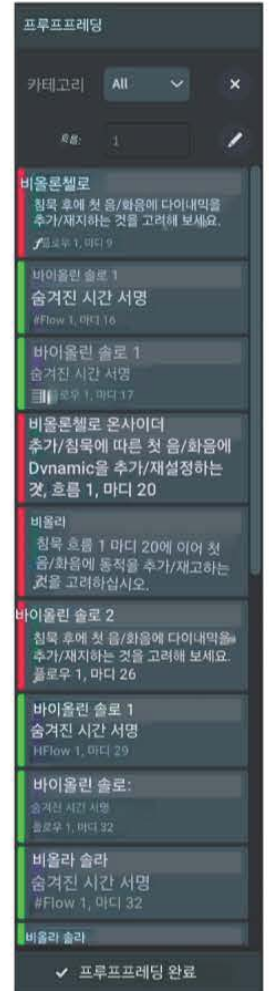 프루프프레딩
카테고리 All
흐름: 1
비올론첼로
침묵 후에 첫 음/화음에 다이내믹을
추가/재지하는 것을 고려해 보세요.
플로우 1, 마디 9
바이올린 솔로 1
숨겨진 시간 서명
#Flow 1, 마디 16
바이올린 솔로 1
숨겨진 시간 서명
플로우 1, 마디 17
비올론첼로 온사이더
추가/침묵에 따른 첫 음/화음에
Dvnamic을 추가/재설정하는
것, 흐름 1, 마디 20
비올리
침묵 흐름 1 마디 20에 이어 첫
음/화음에 동적을 추가/재고하는
것을 고려하십시오.
바이올린 솔로 2
침묵 후에 첫 음/화음에 다이내믹을
추가/재지하는 것을 고려해 보세요.
플로우 1, 마디 26
바이올린 솔로 1
숨겨진 시간 서명
HFlow 1, 마디 29
바이올린 솔로:
숨겨진 시간 서명
플로우 1, 마디 32
비올라 솔라
숨겨진 시간 서명
#Flow 1, 마디 32
비올라 솔라
프루프프레딩 완료